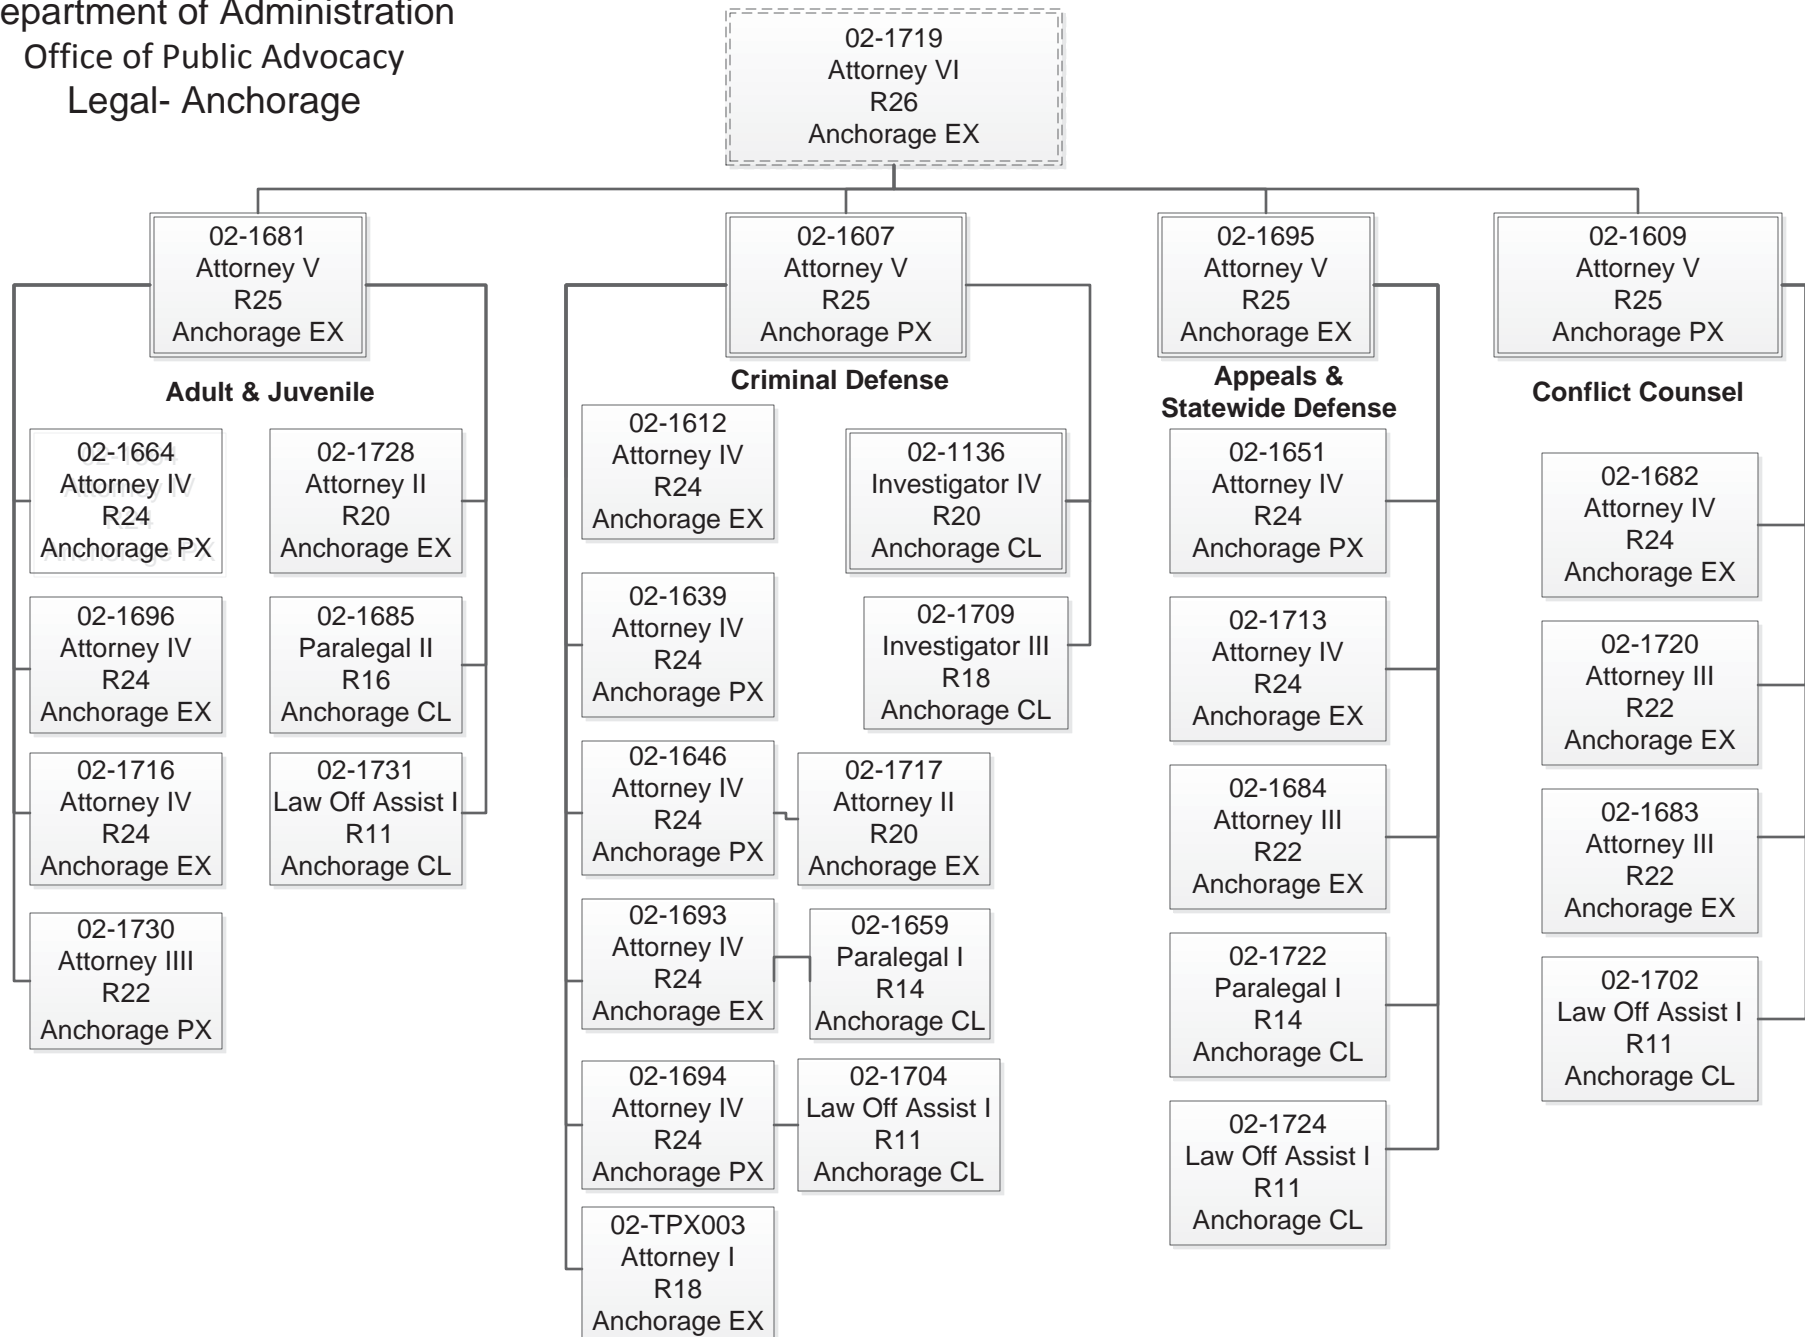 epartment of Administration
Office of Public Advocacy
Legal- Anchorage
02-1719
Attorney VI
R26
Anchorage EX
02-1681
Attorney V
R25
Anchorage EX
Adult & Juvenile
02-1664
Attorney IV
R24
Anchorage PX
02-1696
Attorney IV
R24
Anchorage EX
02-1716
Attorney IV
R24
Anchorage EX
02-1730
Attorney IIII
R22
Anchorage PX
02-1728
Attorney II
R20
Anchorage EX
02-1685
Paralegal II
R16
Anchorage CL
02-1731
Law Off Assist I
R11
Anchorage CL
02-1607
Attorney V
R25
Anchorage PX
Criminal Defense
02-1612
Attorney IV
R24
Anchorage EX
02-1639
Attorney IV
R24
Anchorage PX
02-1646
Attorney IV
R24
Anchorage PX
02-1693
Attorney IV
R24
Anchorage EX
02-1694
Attorney IV
R24
Anchorage PX
02-TPX003
Attorney I
R18
Anchorage EX
02-1136
Investigator IV
R20
Anchorage CL
02-1709
Investigator III
R18
Anchorage CL
02-1717
Attorney II
R20
Anchorage EX
02-1659
Paralegal I
R14
Anchorage CL
02-1704
Law Off Assist I
R11
Anchorage CL
02-1695
Attorney V
R25
Anchorage EX
Appeals &
Statewide Defense
02-1651
Attorney IV
R24
Anchorage PX
02-1713
Attorney IV
R24
Anchorage EX
02-1684
Attorney III
R22
Anchorage EX
02-1722
Paralegal I
R14
Anchorage CL
02-1724
Law Off Assist I
R11
Anchorage CL
02-1609
Attorney V
R25
Anchorage PX
Conflict Counsel
02-1682
Attorney IV
R24
Anchorage EX
02-1720
Attorney III
R22
Anchorage EX
02-1683
Attorney III
R22
Anchorage EX
02-1702
Law Off Assist I
R11
Anchorage CL